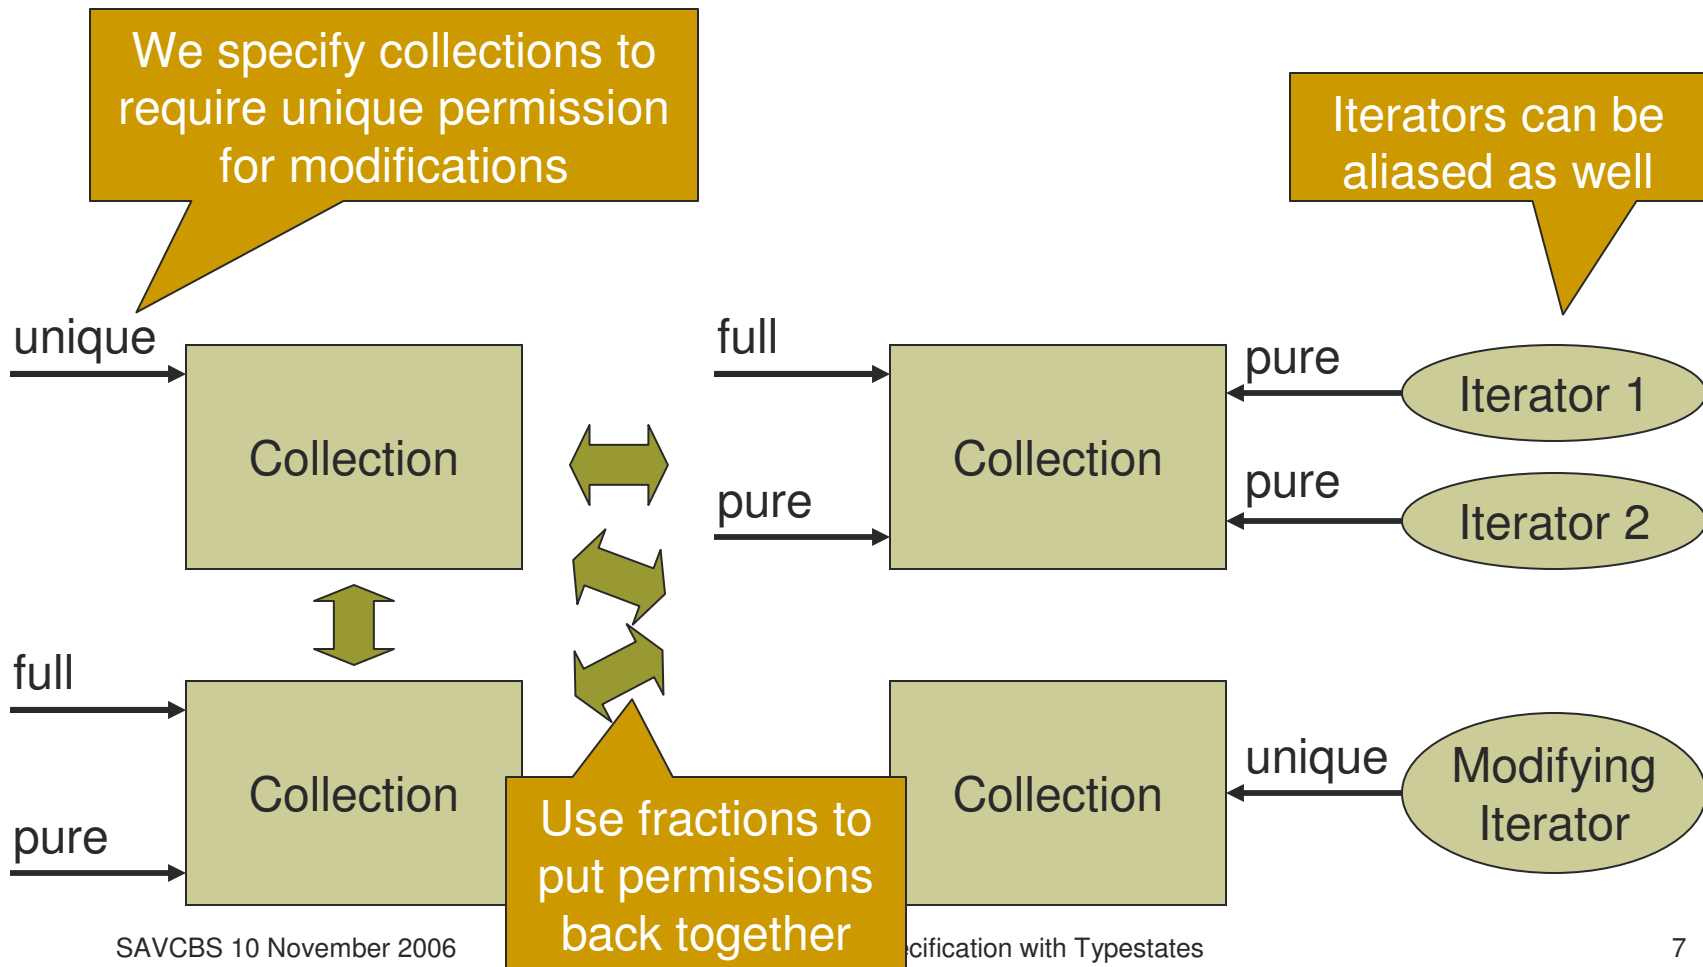 We specify collections to
require unique permission
for modifications
Iterators can be
aliased as well
unique
Collection
full
pure
Collection
pure
Iterator 1
pure
Iterator 2
full
pure
Collection
Use fractions to
put permissions
back together
Collection
unique
Modifying
Iterator
SAVCBS 10 November 2006
with Typestates
7